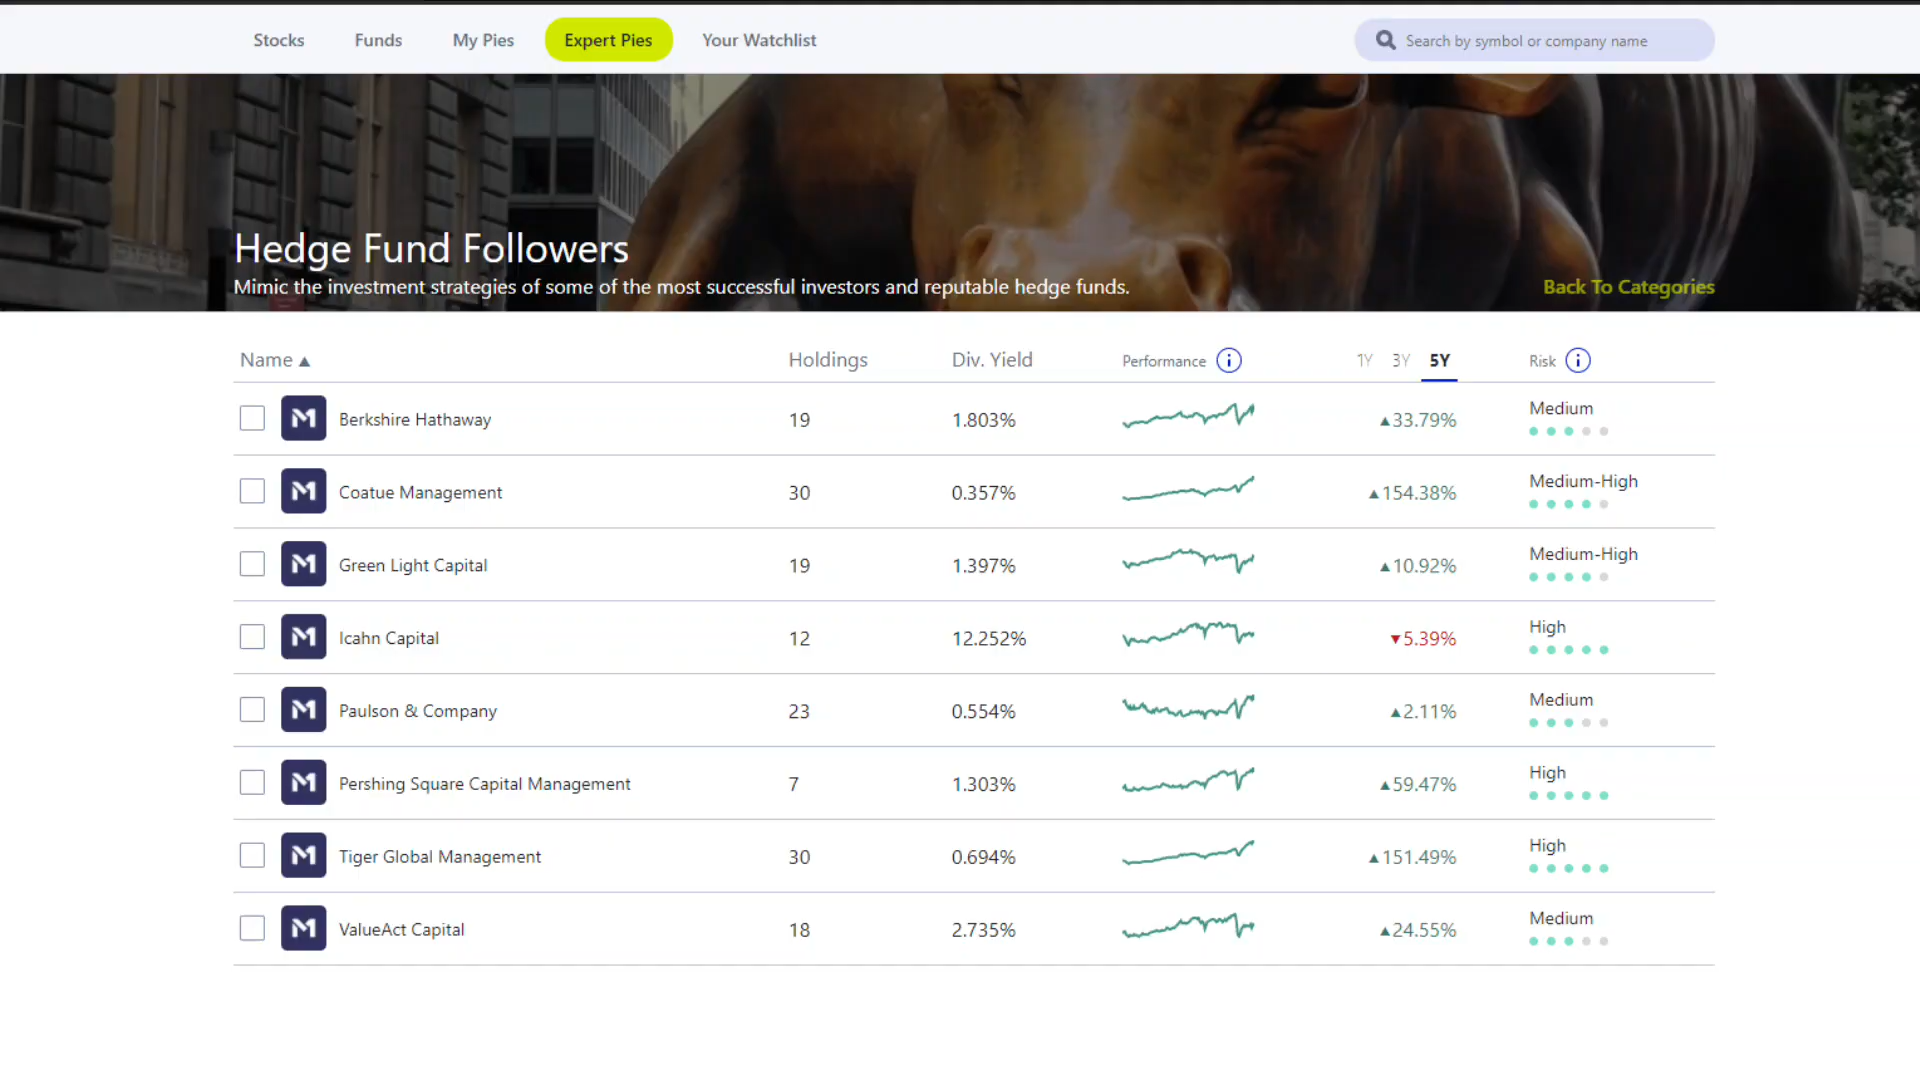 Stocks Funds My Pies Expert Pies Your Watchlist Search by symbol or company name
Hedge Fund Followers
Mimic the investment strategies of some of the most successful investors and reputable hedge funds. Back To Categories
Name ▲ Holdings Div. Yield Performance i 1Y 3Y 5Y Risk i
Berkshire Hathaway 19 1.803% ▲33.79% Medium
Coatue Management 30 0.357% ▲154.38% Medium-High
Green Light Capital 19 1.397% ▲10.92% Medium-High
Icahn Capital 12 12.252% ▼5.39% High
Paulson & Company 23 0.554% ▲2.11% Medium
Pershing Square Capital Management 7 1.303% ▲59.47% High
Tiger Global Management 30 0.694% ▲151.49% High
ValueAct Capital 18 2.735% ▲24.55% Medium